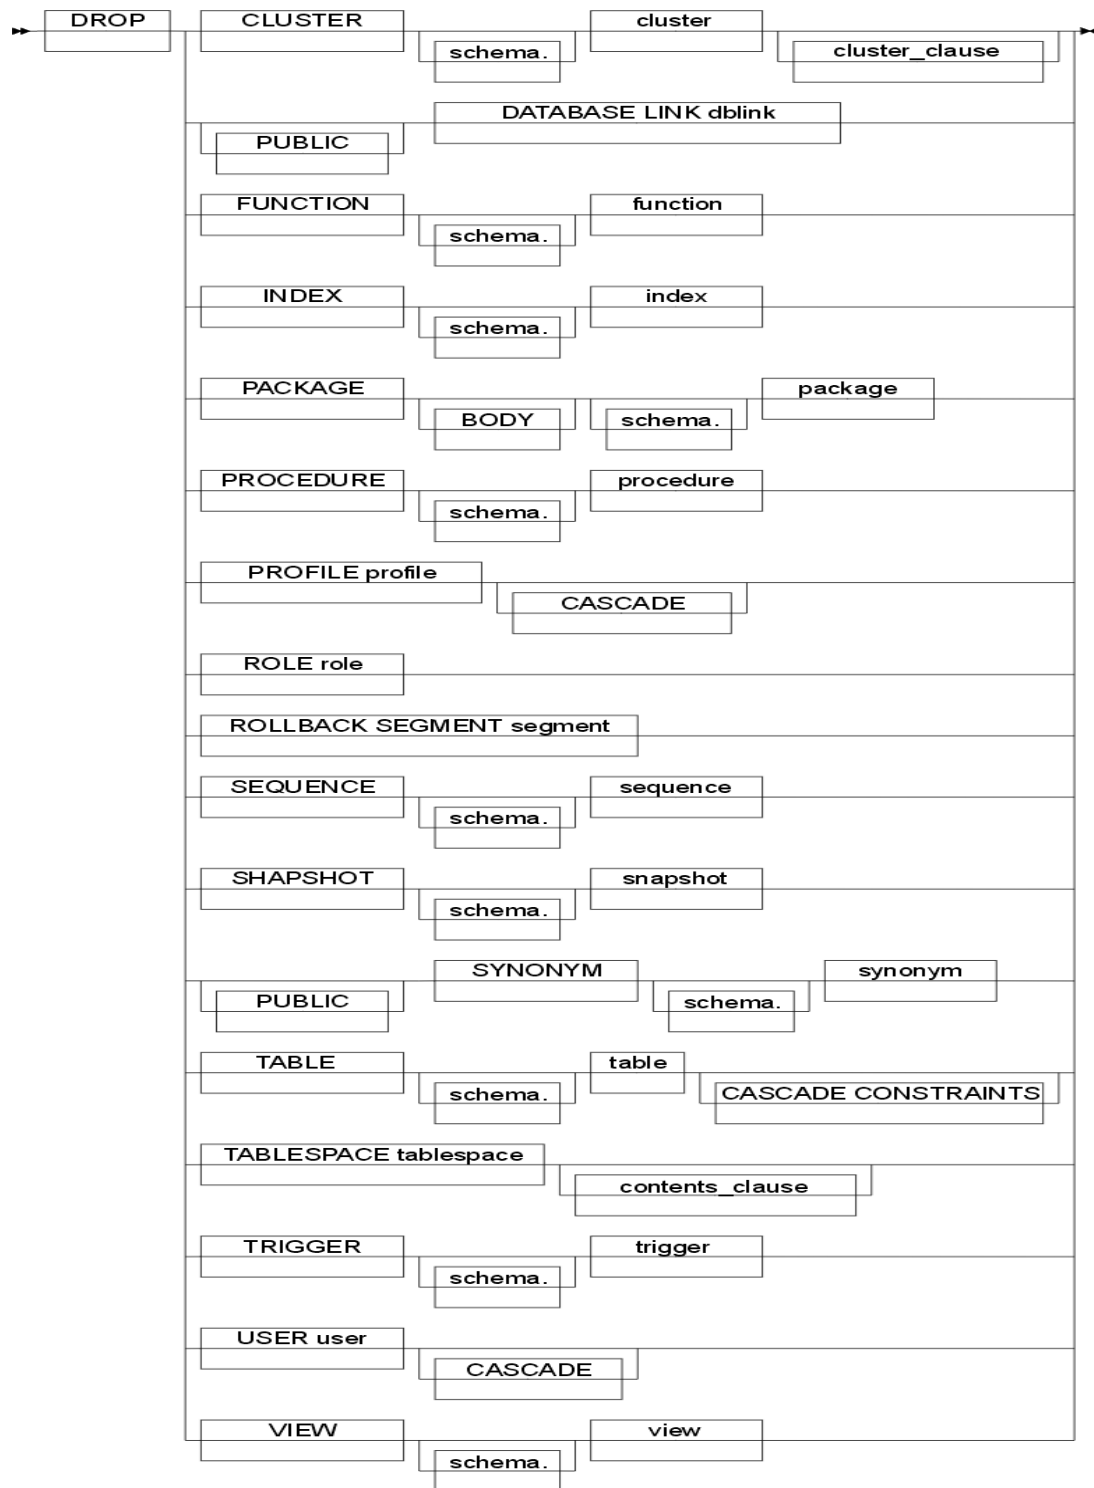 DROP CLUSTER cluster
schema. cluster_clause
DATABASE LINK dblink
PUBLIC
FUNCTION function
schema.
INDEX index
schema.
PACKAGE package
BODY schema.
PROCEDURE procedure
schema.
PROFILE profile
CASCADE
ROLE role
ROLLBACK SEGMENT segment
SEQUENCE sequence
schema.
SHAPSHOT snapshot
schema.
SYNONYM synonym
PUBLIC schema.
TABLE table
schema. CASCADE CONSTRAINTS
TABLESPACE tablespace
contents_clause
TRIGGER trigger
schema.
USER user
CASCADE
VIEW view
schema.